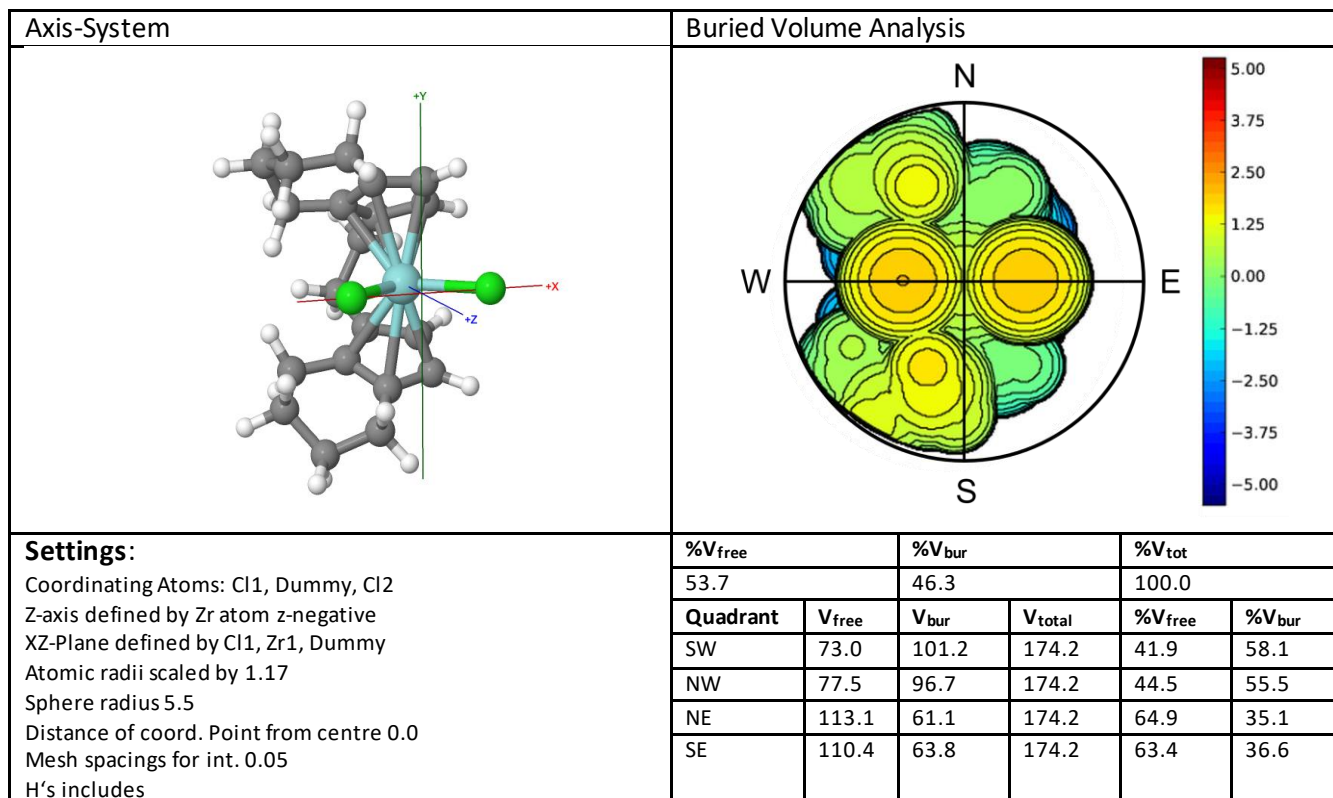 Axis-System
Buried Volume Analysis
+Y
+X
+Z
N
W
E
S
5.00
3.75
2.50
1.25
0.00
−1.25
−2.50
−3.75
−5.00
Settings:
Coordinating Atoms: Cl1, Dummy, Cl2
Z-axis defined by Zr atom z-negative
XZ-Plane defined by Cl1, Zr1, Dummy
Atomic radii scaled by 1.17
Sphere radius 5.5
Distance of coord. Point from centre 0.0
Mesh spacings for int. 0.05
H‘s includes
%Vfree %Vbur %Vtot
53.7 46.3 100.0
Quadrant Vfree Vbur Vtotal %Vfree %Vbur
SW 73.0 101.2 174.2 41.9 58.1
NW 77.5 96.7 174.2 44.5 55.5
NE 113.1 61.1 174.2 64.9 35.1
SE 110.4 63.8 174.2 63.4 36.6